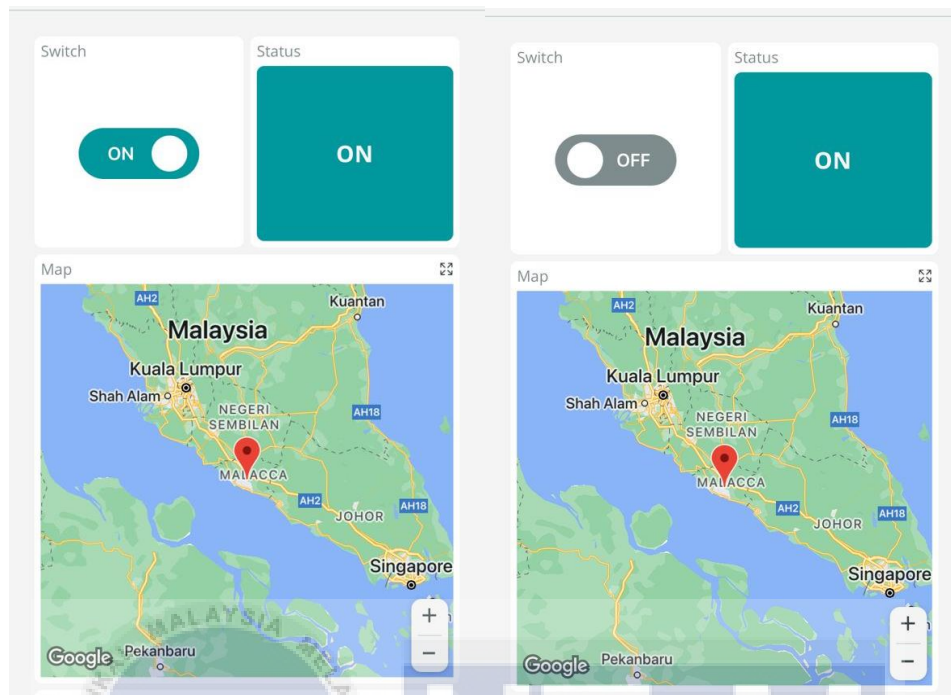 Switch
Status
ON
ON
Map
AH2
Kuantan
Malaysia
Kuala Lumpur
Shah Alam
NEGERI
SEMBILAN
AH18
MALACCA
AH2
AH18
JOHOR
Singapore
MALAYSIA
+
−
Google
Pekanbaru
Switch
Status
OFF
ON
Map
AH2
Kuantan
Malaysia
Kuala Lumpur
Shah Alam
NEGERI
SEMBILAN
AH18
MALACCA
AH2
AH18
JOHOR
Singapore
+
−
Google
Pekanbaru